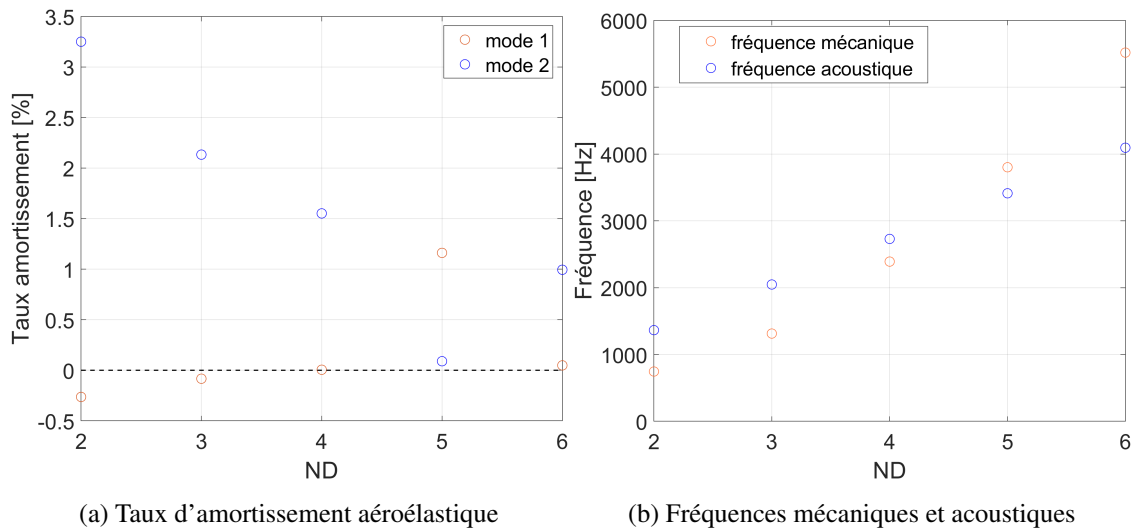 3.5
3
2.5
2
1.5
1
0.5
0
-0.5
Taux amortissement [%]
mode 1
mode 2
2 3 4 5 6
ND
(a) Taux d'amortissement aéroélastique
6000
5000
4000
3000
2000
1000
0
Fréquence [Hz]
fréquence mécanique
fréquence acoustique
2 3 4 5 6
ND
(b) Fréquences mécaniques et acoustiques